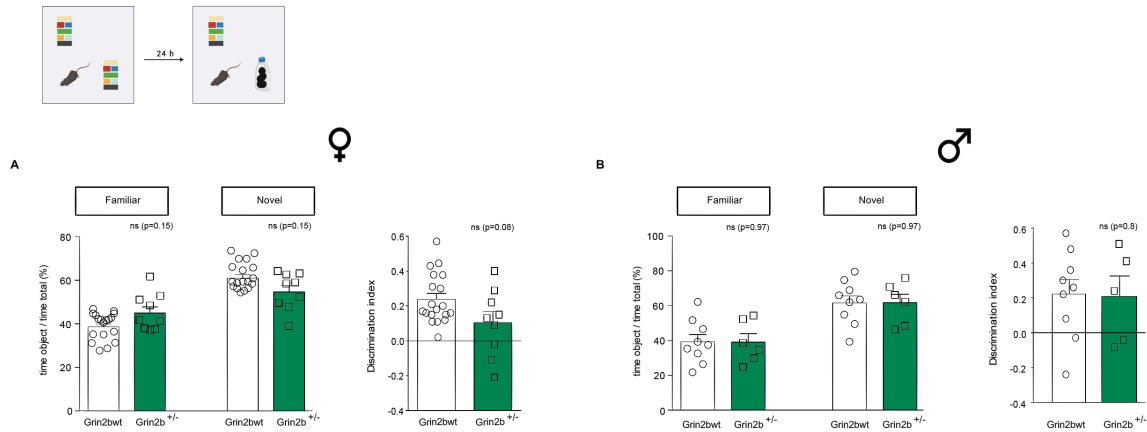 24 h
A
♀
Familiar
Novel
ns (p=0.15)
ns (p=0.15)
ns (p=0.08)
time object / time total (%)
80
60
40
20
0
Grin2bwt
Grin2b +/-
Grin2bwt
Grin2b +/-
Discrimination index
0.6
0.4
0.2
0.0
-0.2
-0.4
Grin2bwt
Grin2b +/-
B
♂
Familiar
Novel
ns (p=0.97)
ns (p=0.97)
ns (p=0.8)
time object / time total (%)
100
80
60
40
20
0
Grin2bwt
Grin2b +/-
Grin2bwt
Grin2b +/-
Discrimination index
0.6
0.4
0.2
0.0
-0.2
-0.4
Grin2bwt
Grin2b +/-